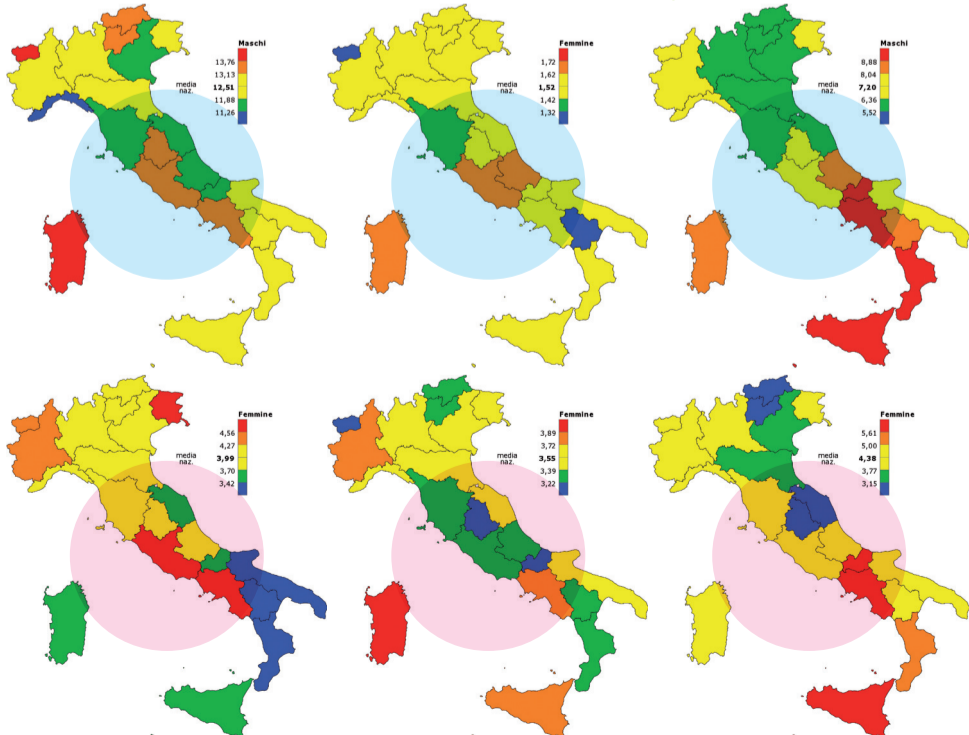 Maschi
13,76
13,13
media
naz.
12,51
11,88
11,26
Femmine
1,72
1,62
media
naz.
1,52
1,42
1,32
Maschi
8,88
8,04
media
naz.
7,20
6,36
5,52
Femmine
4,56
4,27
media
naz.
3,99
3,70
3,42
Femmine
3,89
3,72
media
naz.
3,55
3,39
3,22
Femmine
5,61
5,00
media
naz.
4,38
3,77
3,15